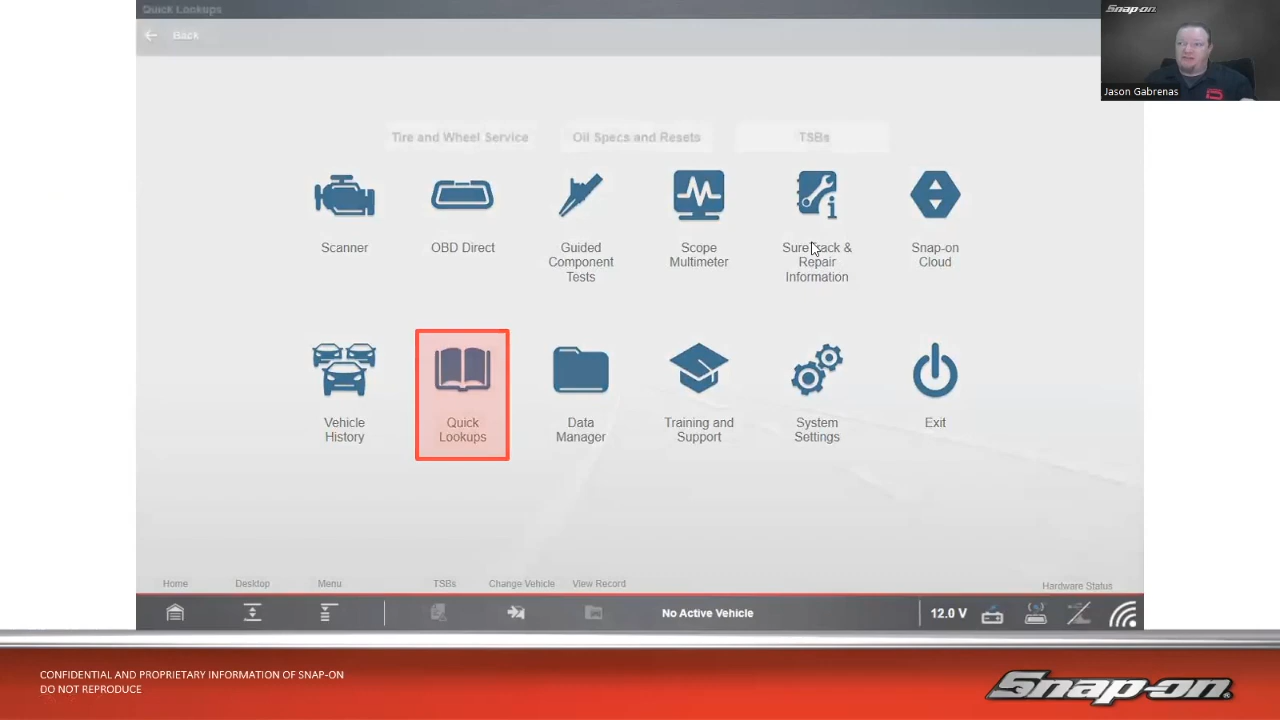 Quick Lookups
Back
Snap-on
Jason Gabrenas
Tire and Wheel Service
Oil Specs and Resets
TSBs
Scanner
OBD Direct
Guided
Component
Tests
Scope
Multimeter
SureTrack &
Repair
Information
Snap-on
Cloud
Vehicle
History
Quick
Lookups
Data
Manager
Training and
Support
System
Settings
Exit
Home
Desktop
Menu
TSBs
Change Vehicle
View Record
Hardware Status
No Active Vehicle
12.0 V
CONFIDENTIAL AND PROPRIETARY INFORMATION OF SNAP-ON
DO NOT REPRODUCE
Snap-on